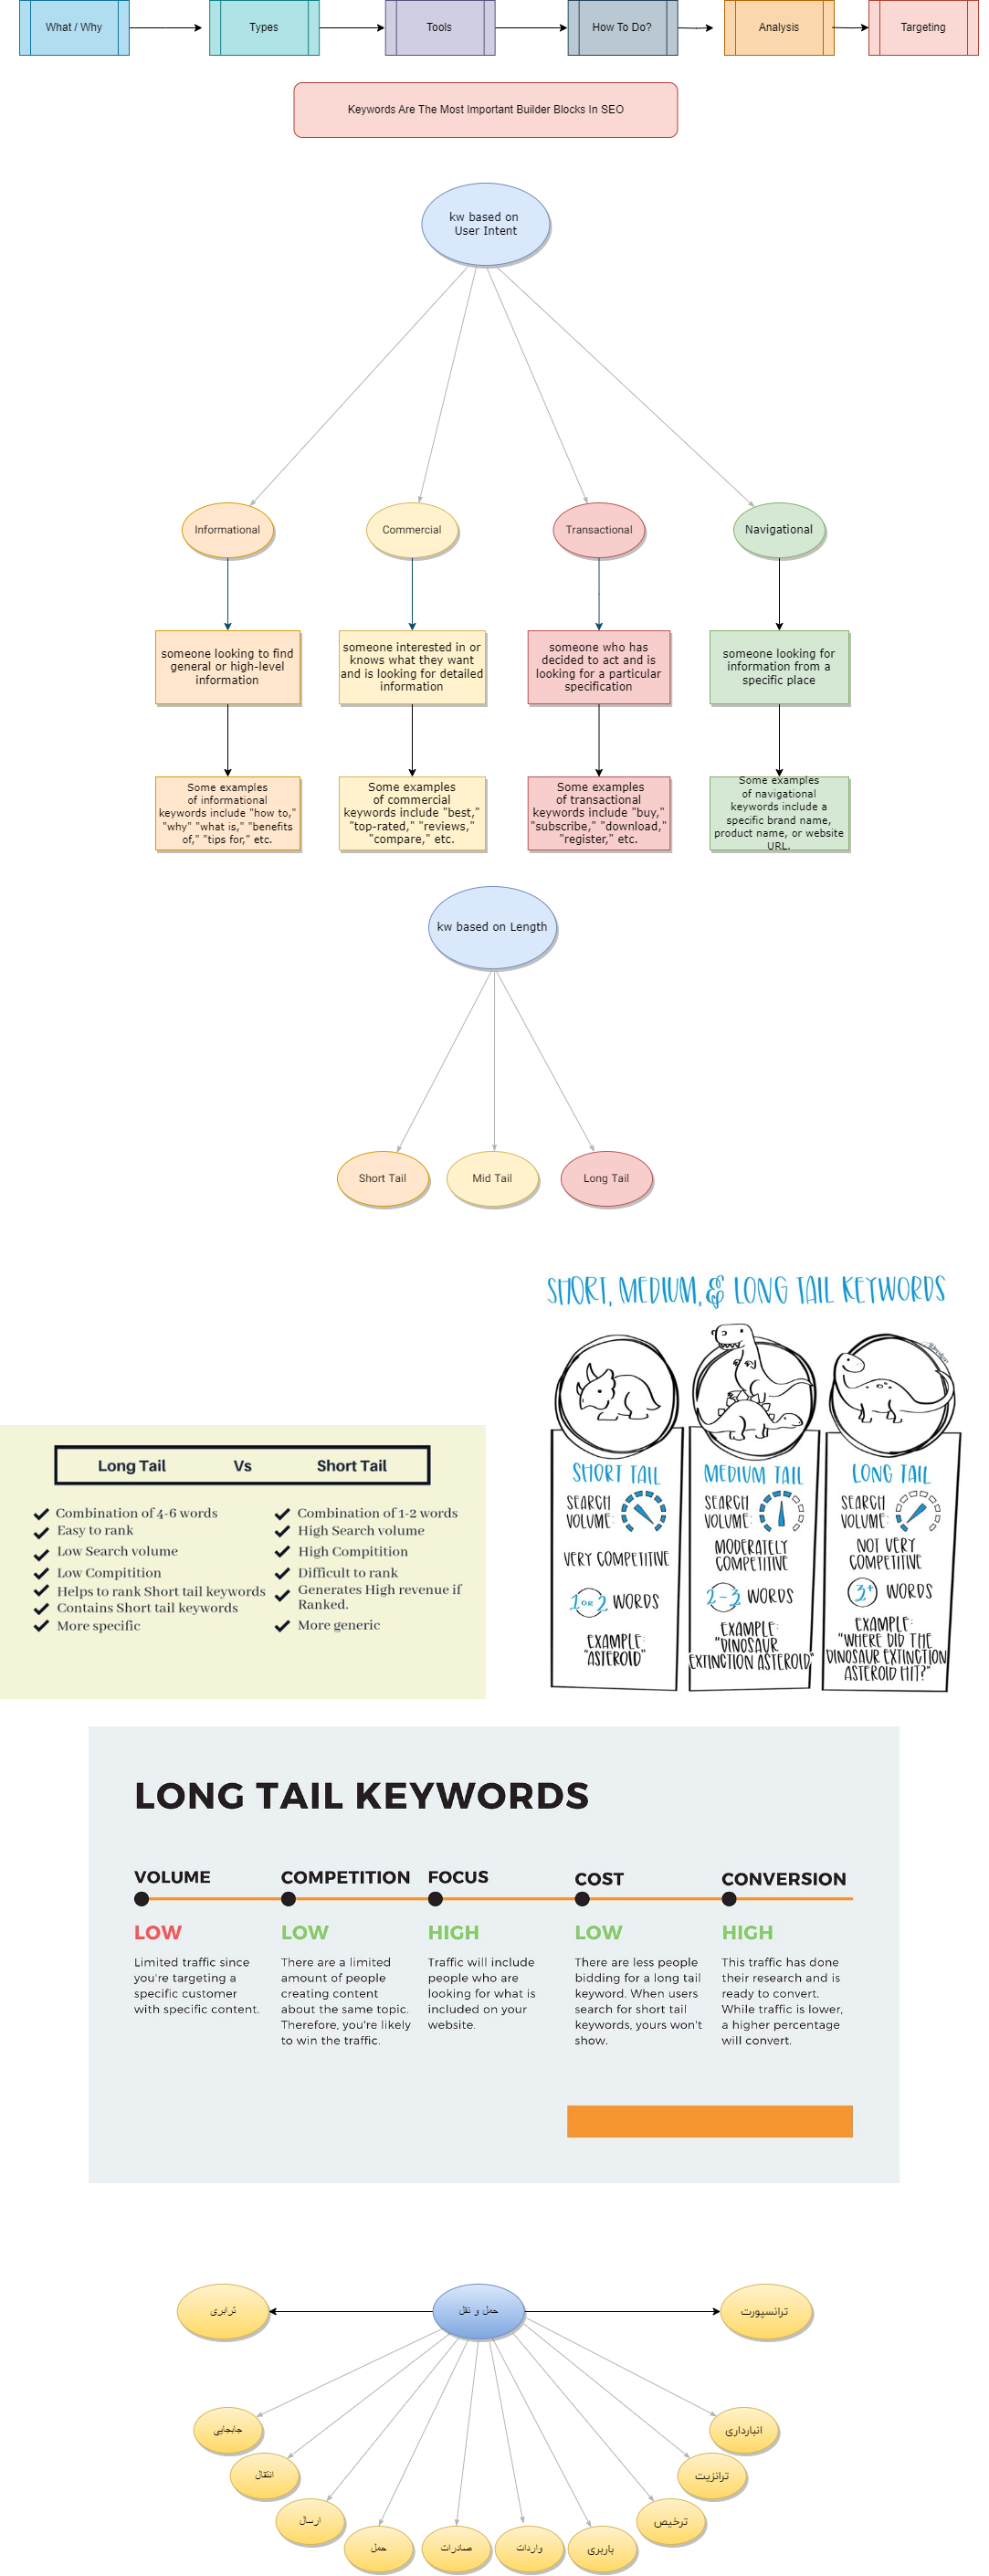 What / Why
Types
Tools
How To Do?
Analysis
Targeting
Keywords Are The Most Important Builder Blocks In SEO
kw based on
User Intent
Informational
Commercial
Transactional
Navigational
someone looking to find
general or high-level
information
someone interested in or
knows what they want
and is looking for detailed
information
someone who has
decided to act and is
looking for a particular
specification
someone looking for
information from a
specific place
Some examples
of informational
keywords include "how to,"
"why" "what is," "benefits
of," "tips for," etc.
Some examples
of commercial
keywords include "best,"
"top-rated," "reviews,"
"compare," etc.
Some examples
of transactional
keywords include "buy,"
"subscribe," "download,"
"register," etc.
Some examples
of navigational
keywords include a
specific brand name,
product name, or website
URL.
kw based on Length
Short Tail
Mid Tail
Long Tail
SHORT, MEDIUM, & LONG TAIL KEYWORDS
SHORT TAIL
SEARCH
VOLUME:
VERY COMPETITIVE
1 OR 2 WORDS
EXAMPLE:
"ASTEROID"
MEDIUM TAIL
SEARCH
VOLUME:
MODERATELY
COMPETITIVE
2-3 WORDS
EXAMPLE:
"DINOSAUR
EXTINCTION ASTEROID"
LONG TAIL
SEARCH
VOLUME:
NOT VERY
COMPETITIVE
3+ WORDS
EXAMPLE:
"WHERE DID THE
DINOSAUR EXTINCTION
ASTEROID HIT?"
Long Tail Vs Short Tail
Combination of 4-6 words
Easy to rank
Low Search volume
Low Compitition
Helps to rank Short tail keywords
Contains Short tail keywords
More specific
Combination of 1-2 words
High Search volume
High Compitition
Difficult to rank
Generates High revenue if
Ranked.
More generic
LONG TAIL KEYWORDS
VOLUME
LOW
Limited traffic since
you're targeting a
specific customer
with specific content.
COMPETITION
LOW
There are a limited
amount of people
creating content
about the same topic.
Therefore, you're likely
to win the traffic.
FOCUS
HIGH
Traffic will include
people who are
looking for what is
included on your
website.
COST
LOW
There are less people
bidding for a long tail
keyword. When users
search for short tail
keywords, yours won't
show.
CONVERSION
HIGH
This traffic has done
their research and is
ready to convert.
While traffic is lower,
a higher percentage
will convert.
ترابری
حمل و نقل
ترانسپورت
جابجایی
انبارداری
انتقال
ترانزیت
ارسال
ترخیص
حمل
صادرات
واردات
باربری